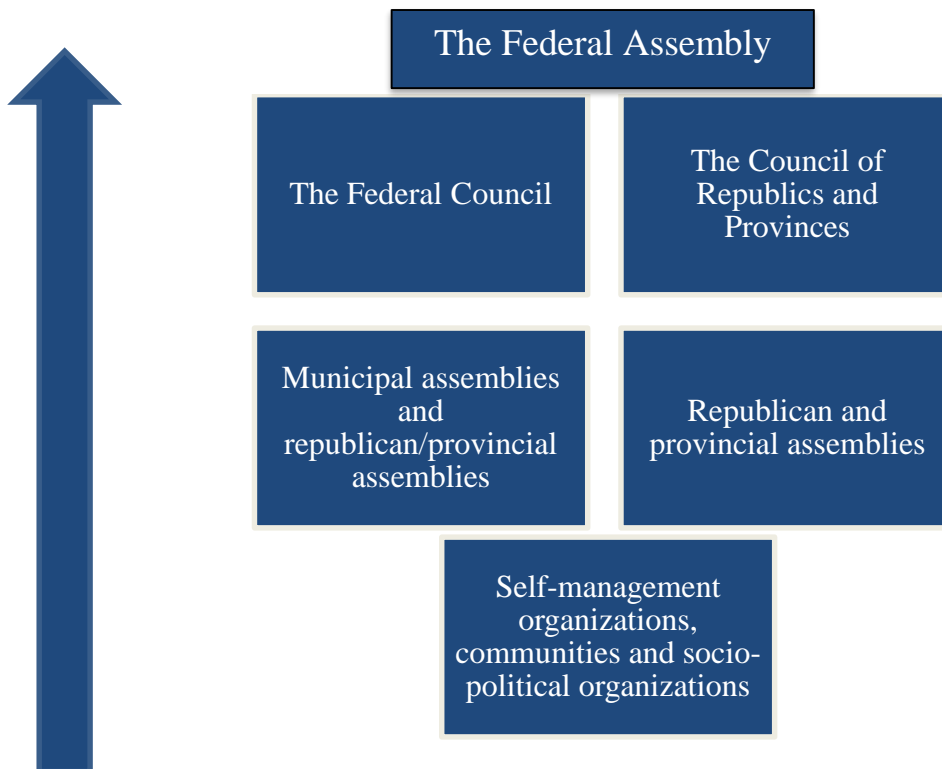 The Federal Assembly
The Federal Council
The Council of
Republics and
Provinces
Municipal assemblies
and
republican/provincial
assemblies
Republican and
provincial assemblies
Self-management
organizations,
communities and socio-
political organizations